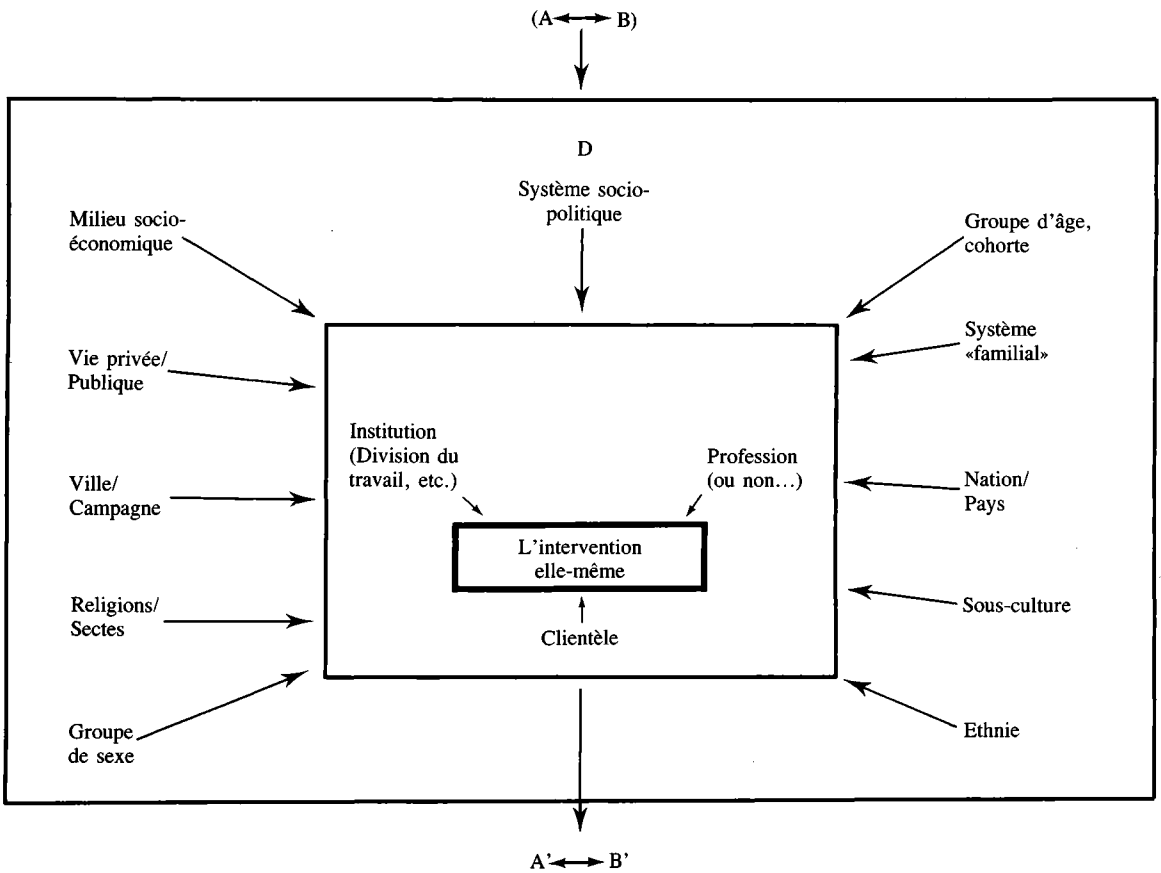 (A ⟷ B)
D
Système socio-
politique
Milieu socio-
économique
Groupe d'âge,
cohorte
Vie privée/
Publique
Système
«familial»
Institution
(Division du
travail, etc.)
Profession
(ou non...)
Ville/
Campagne
Nation/
Pays
L'intervention
elle-même
Clientèle
Religions/
Sectes
Sous-culture
Groupe
de sexe
Ethnie
A' ⟷ B'